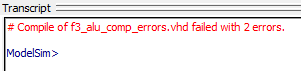 Transcript
# Compile of f3_alu_comp_errors.vhd failed with 2 errors.
ModelSim>